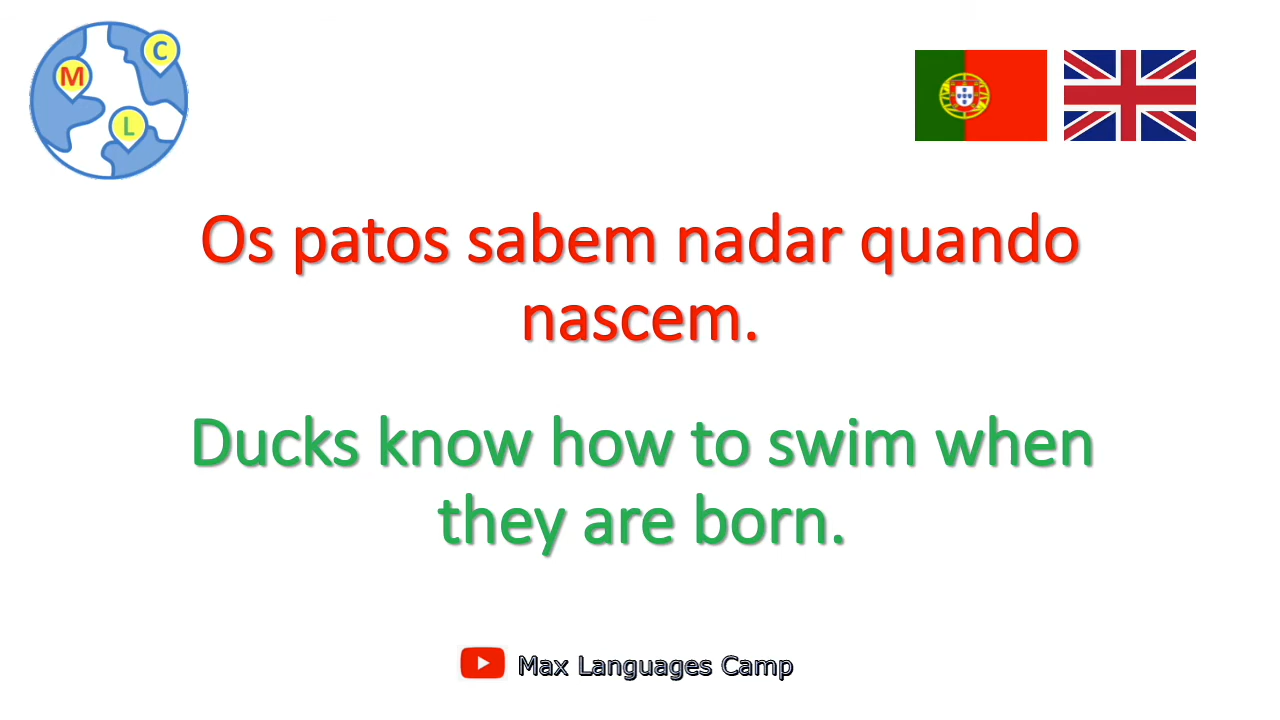 M
C
L
Os patos sabem nadar quando
nascem.
Ducks know how to swim when
they are born.
Max Languages Camp